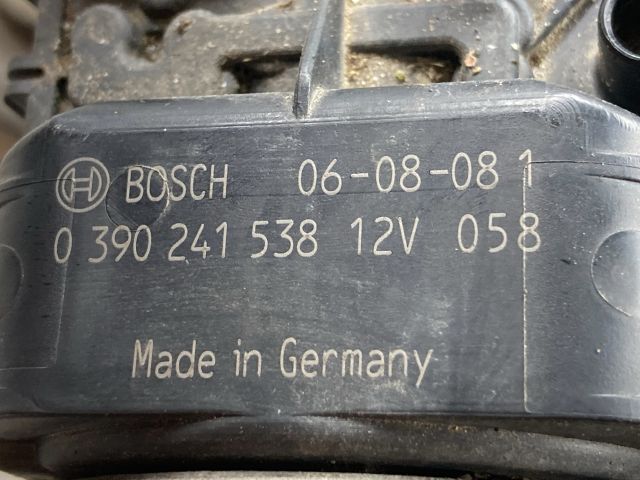 BOSCH 06-08-08 1
0 390 241 538 12V 058
Made in Germany